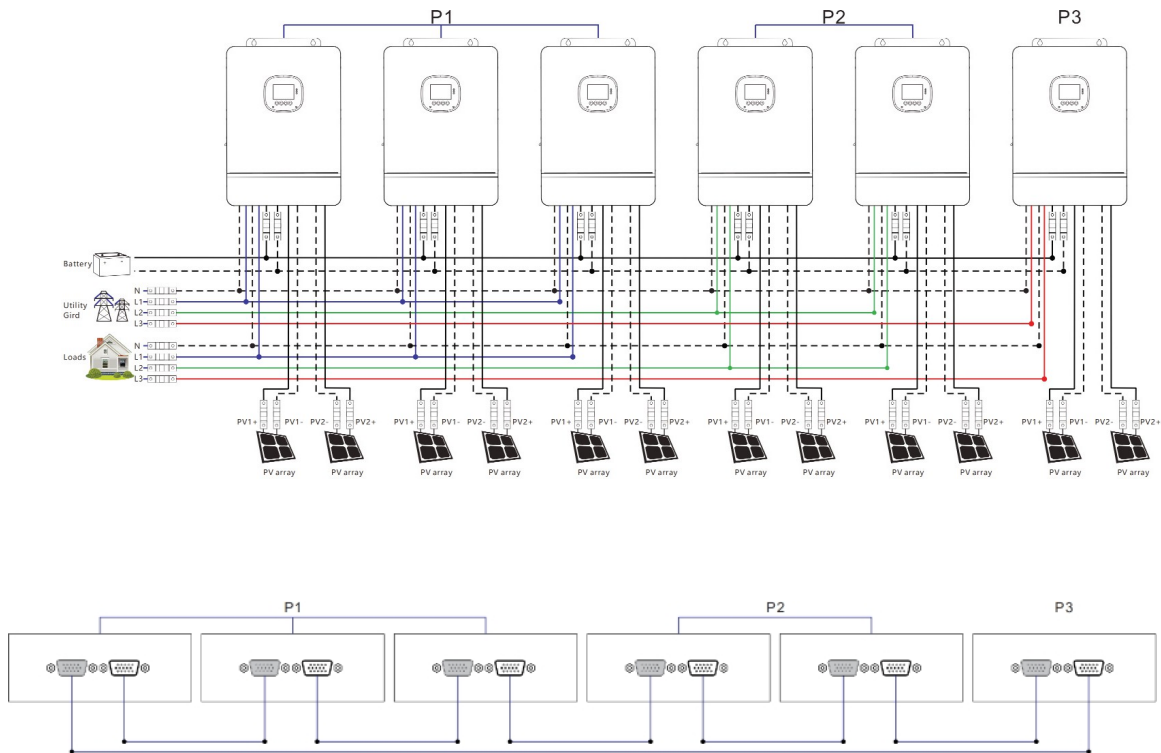 P1 P2 P3
Battery
N
L1
Utility
Gird
L2
L3
N
Loads
L1
L2
L3
PV1+ PV1- PV2- PV2+ PV1+ PV1- PV2- PV2+ PV1+ PV1- PV2- PV2+ PV1+ PV1- PV2- PV2+ PV1+ PV1- PV2- PV2+ PV1+ PV1- PV2- PV2+
PV array PV array PV array PV array PV array PV array PV array PV array PV array PV array PV array PV array
P1 P2 P3